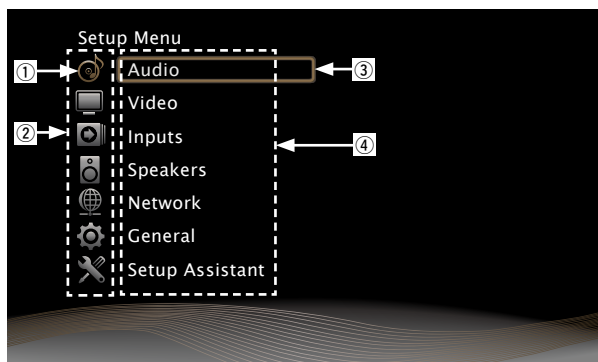 Setup Menu
① Audio ③
Video
② Inputs ④
Speakers
Network
General
Setup Assistant